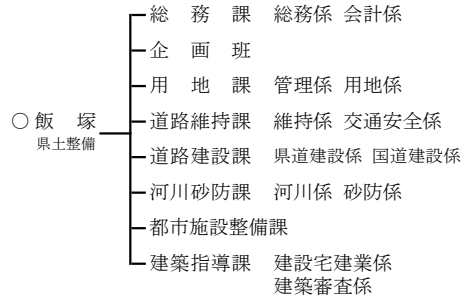 総務課 総務係 会計係
企画班
用地課 管理係 用地係
○飯塚 道路維持課 維持係 交通安全係
県土整備
道路建設課 県道建設係 国道建設係
河川砂防課 河川係 砂防係
都市施設整備課
建築指導課 建設宅建業係
建築審査係